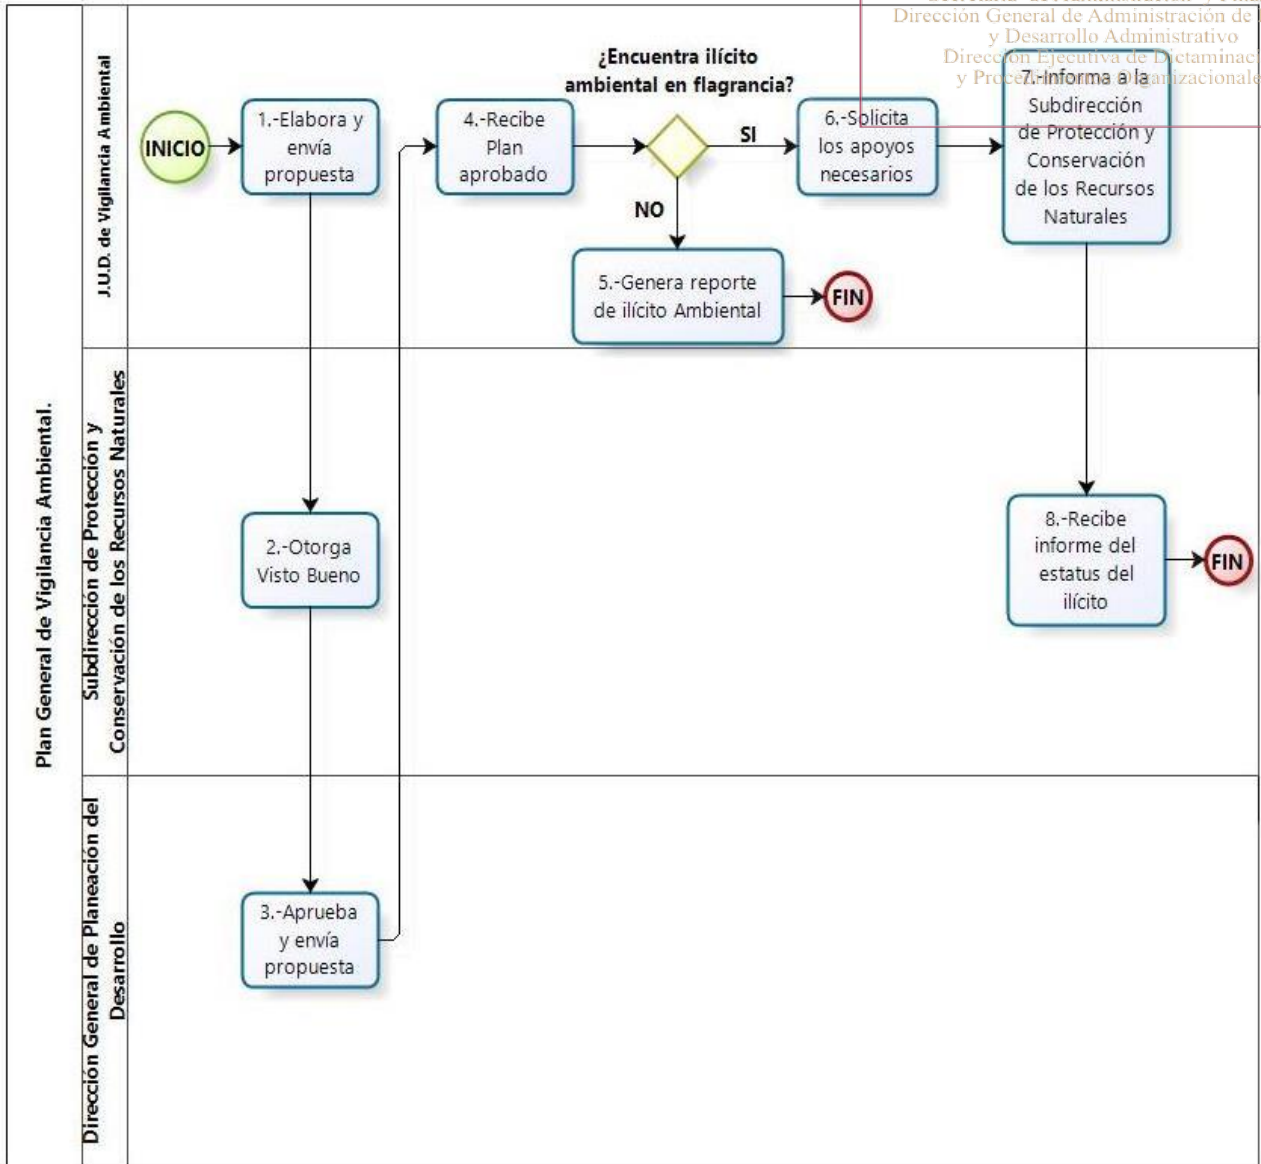 Dirección General de Administración de
y Desarrollo Administrativo
Dirección Ejecutiva de
y
Plan General de Vigilancia Ambiental.
J.U.D. de Vigilancia Ambiental
INICIO
1.-Elabora y
envía
propuesta
4.-Recibe
Plan
aprobado
¿Encuentra ilícito
ambiental en flagrancia?
SI
NO
5.-Genera reporte
de ilícito Ambiental
FIN
6.-Solicita
los apoyos
necesarios
7.-Informa a la
Subdirección
de Protección y
Conservación
de los Recursos
Naturales
Subdirección de Protección y
Conservación de los Recursos Naturales
2.-Otorga
Visto Bueno
8.-Recibe
informe del
estatus del
ilícito
FIN
Dirección General de Planeación del
Desarrollo
3.-Aprueba
y envía
propuesta